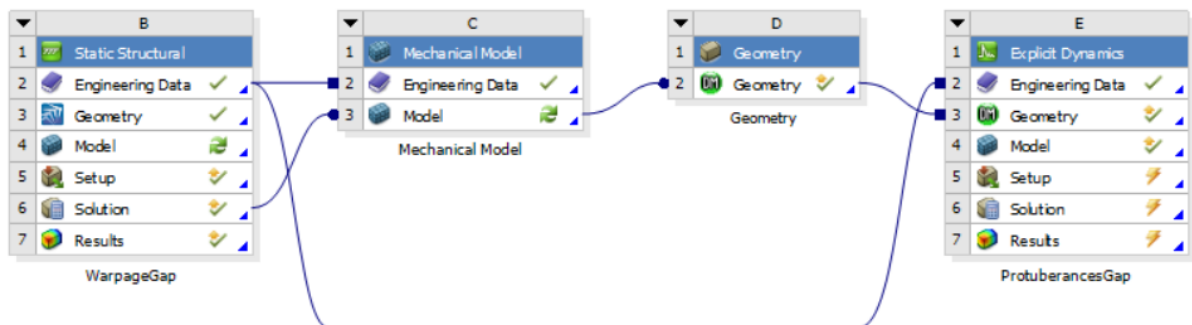 B
1 Static Structural
2 Engineering Data
3 Geometry
4 Model
5 Setup
6 Solution
7 Results
WarpageGap
C
1 Mechanical Model
2 Engineering Data
3 Model
Mechanical Model
D
1 Geometry
2 DM Geometry
Geometry
E
1 Explicit Dynamics
2 Engineering Data
3 DM Geometry
4 Model
5 Setup
6 Solution
7 Results
ProtuberancesGap